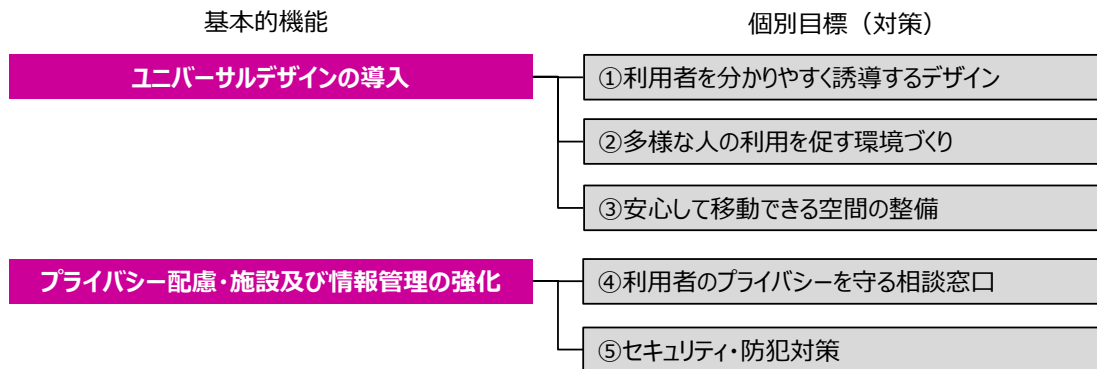 基本的機能
個別目標（対策）
ユニバーサルデザインの導入
①利用者を分かりやすく誘導するデザイン
②多様な人の利用を促す環境づくり
③安心して移動できる空間の整備
プライバシー配慮・施設及び情報管理の強化
④利用者のプライバシーを守る相談窓口
⑤セキュリティ・防犯対策